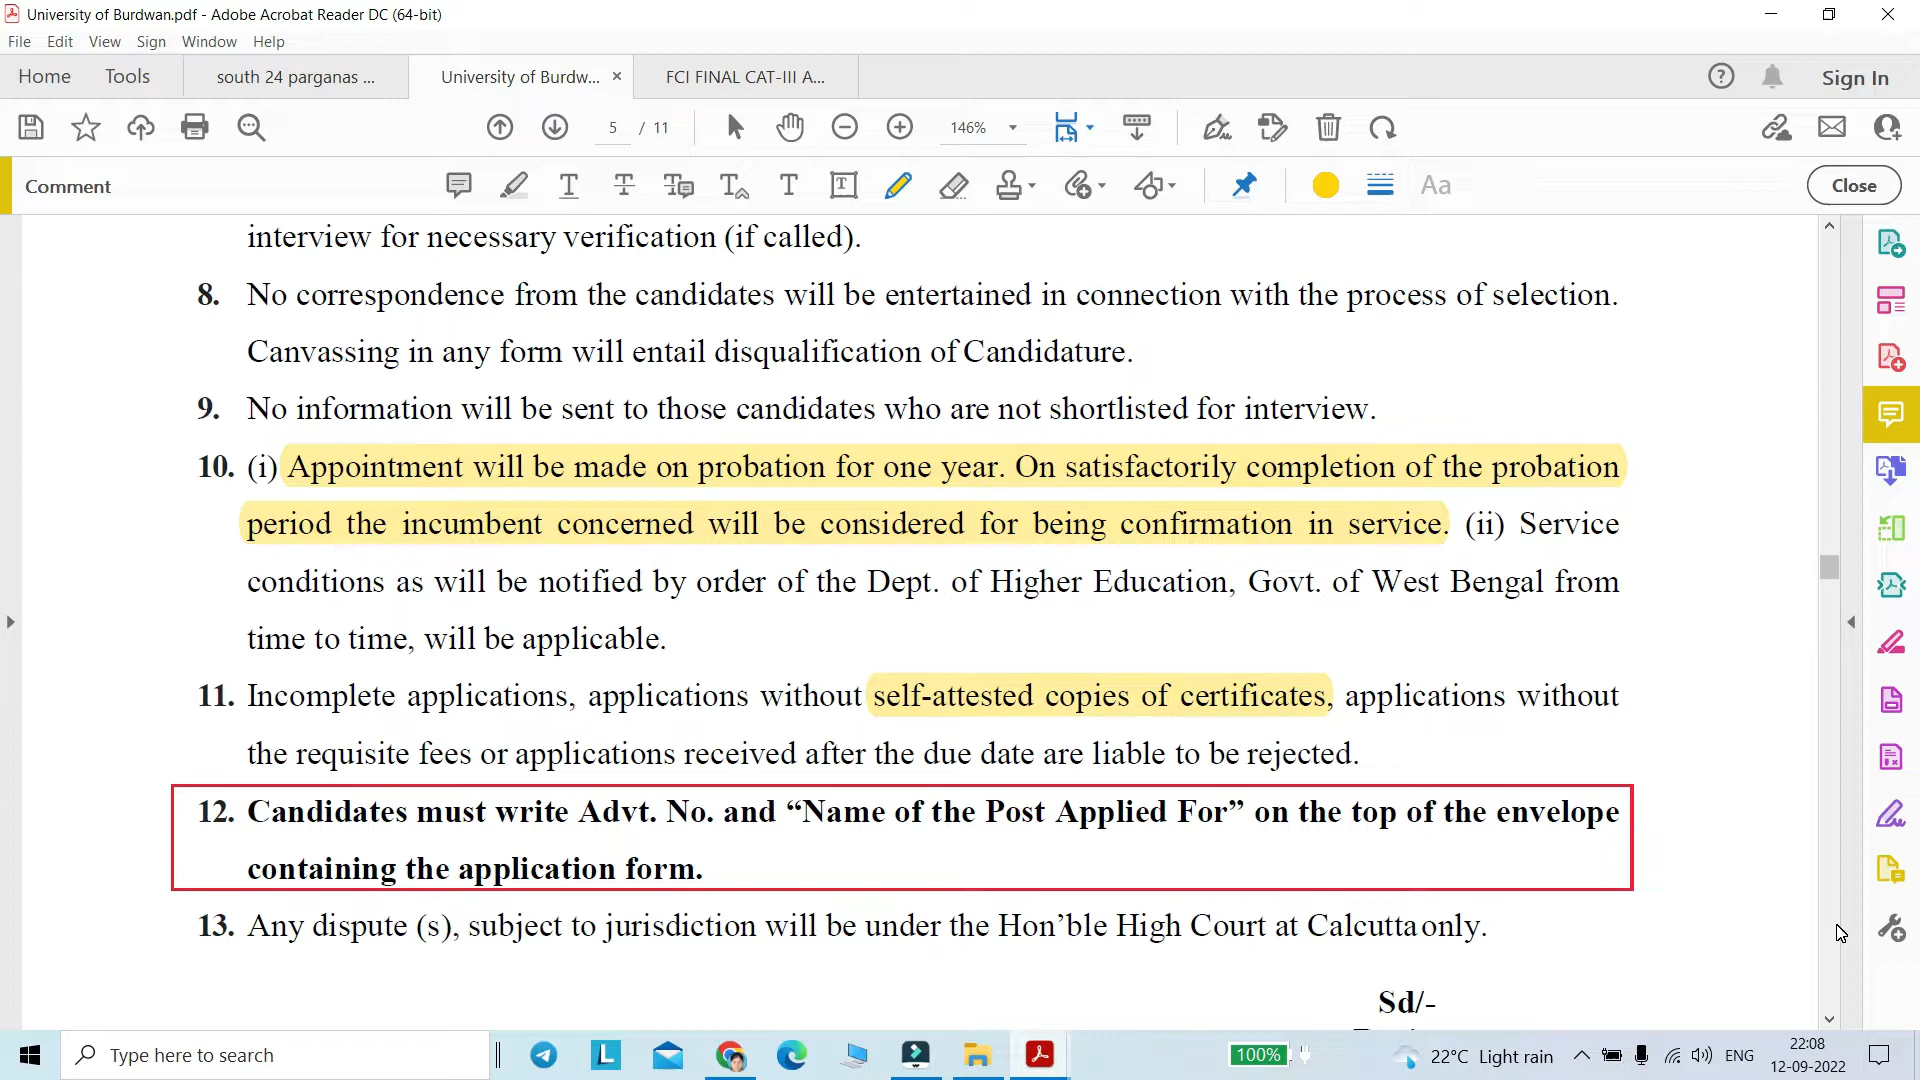 University of Burdwan.pdf - Adobe Acrobat Reader DC (64-bit)
File Edit View Sign Window Help
Home Tools south 24 parganas ... University of Burdw... × FCI FINAL CAT-III A... Sign In
5 / 11 146%
Comment Aa Close
interview for necessary verification (if called).
8. No correspondence from the candidates will be entertained in connection with the process of selection.
Canvassing in any form will entail disqualification of Candidature.
9. No information will be sent to those candidates who are not shortlisted for interview.
10. (i) Appointment will be made on probation for one year. On satisfactorily completion of the probation
period the incumbent concerned will be considered for being confirmation in service. (ii) Service
conditions as will be notified by order of the Dept. of Higher Education, Govt. of West Bengal from
time to time, will be applicable.
11. Incomplete applications, applications without self-attested copies of certificates, applications without
the requisite fees or applications received after the due date are liable to be rejected.
12. Candidates must write Advt. No. and “Name of the Post Applied For” on the top of the envelope
containing the application form.
13. Any dispute (s), subject to jurisdiction will be under the Hon’ble High Court at Calcutta only.
Sd/-
Type here to search L 100% 22°C Light rain ENG 22:08
12-09-2022